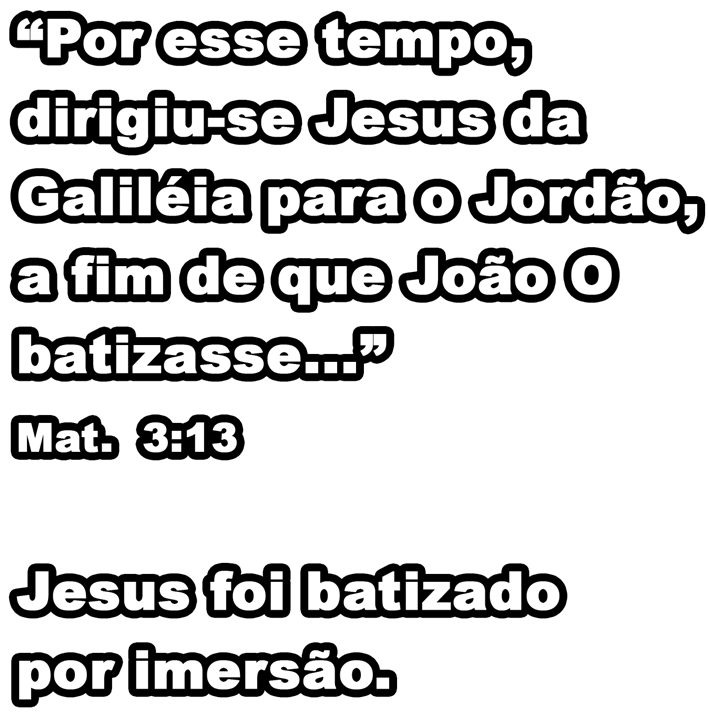 “Por esse tempo,
dirigiu-se Jesus da
Galiléia para o Jordão,
a fim de que João O
batizasse...”
Mat.  3:13
Jesus foi batizado
por imersão.